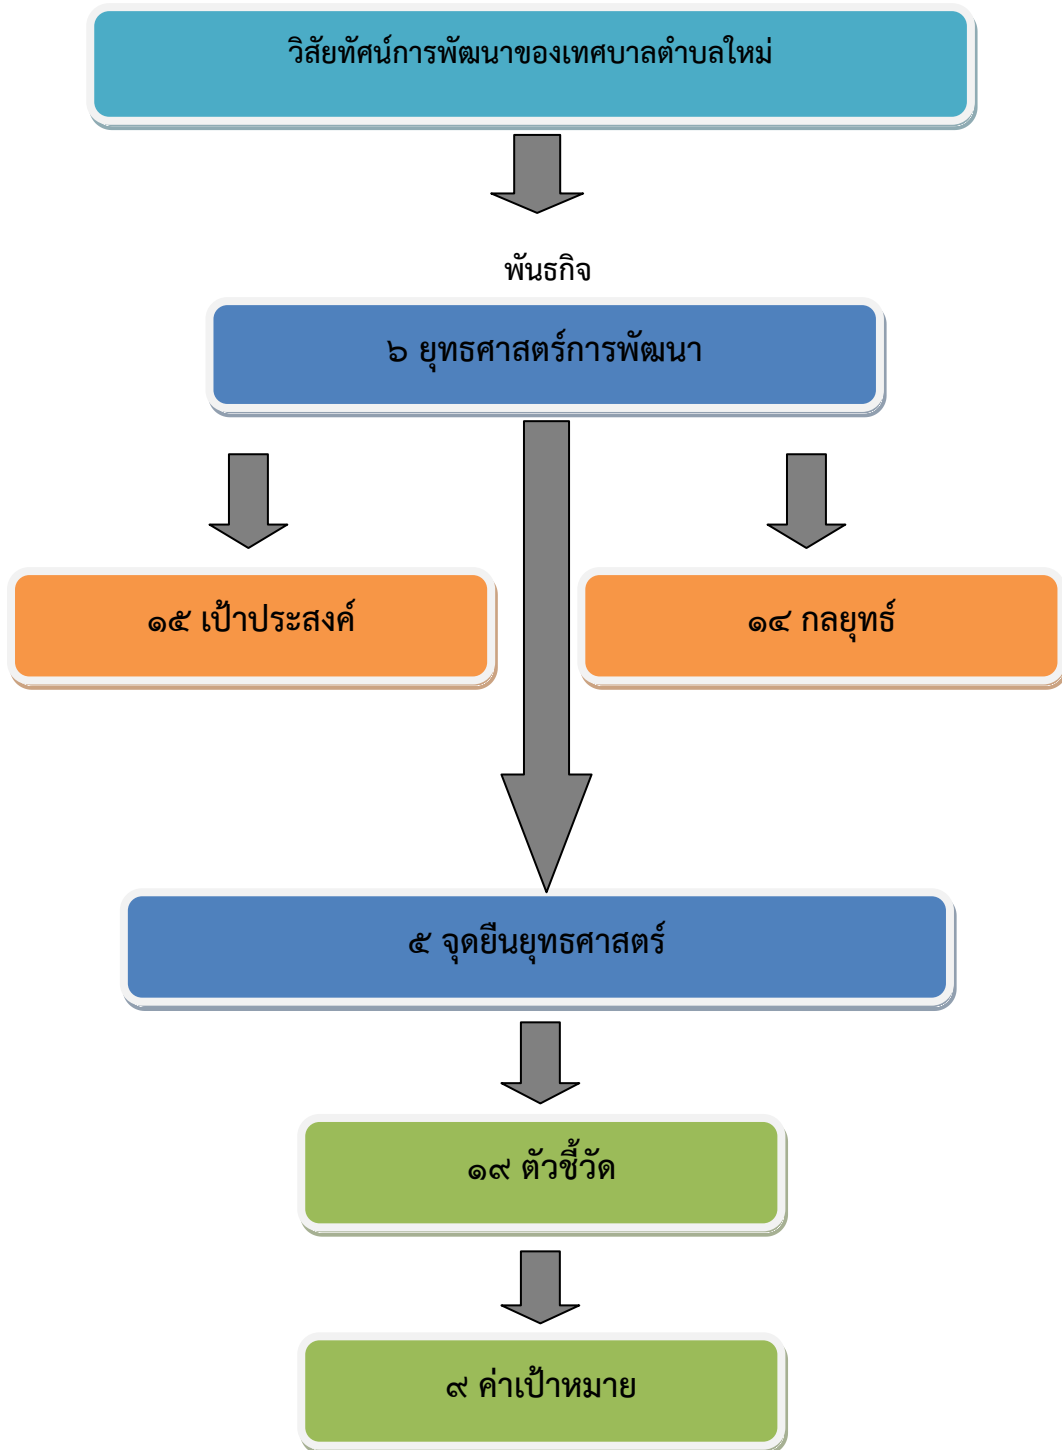 วิสัยทัศน์การพัฒนาของเทศบาลตำบลใหม่
พันธกิจ
๖ ยุทธศาสตร์การพัฒนา
๑๕ เป้าประสงค์
๑๔ กลยุทธ์
๕ จุดยืนยุทธศาสตร์
๑๙ ตัวชี้วัด
๙ ค่าเป้าหมาย